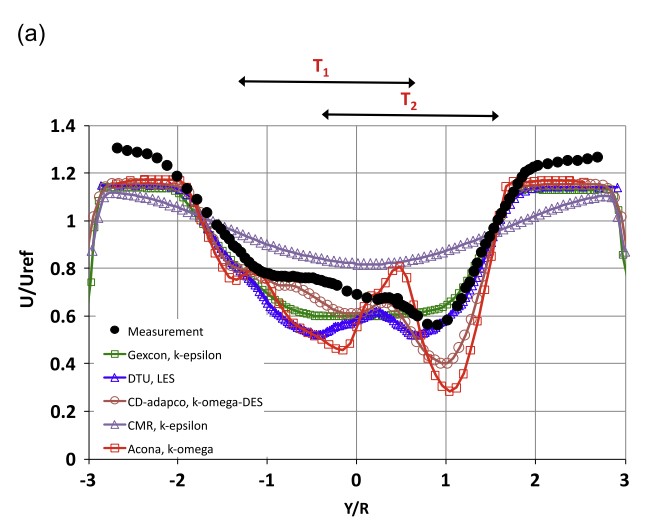 (a)
T1
T2
1.4
1.2
1
0.8
0.6
0.4
0.2
0
U/Uref
Measurement
Gexcon, k-epsilon
DTU, LES
CD-adapco, k-omega-DES
CMR, k-epsilon
Acona, k-omega
-3 -2 -1 0 1 2 3
Y/R